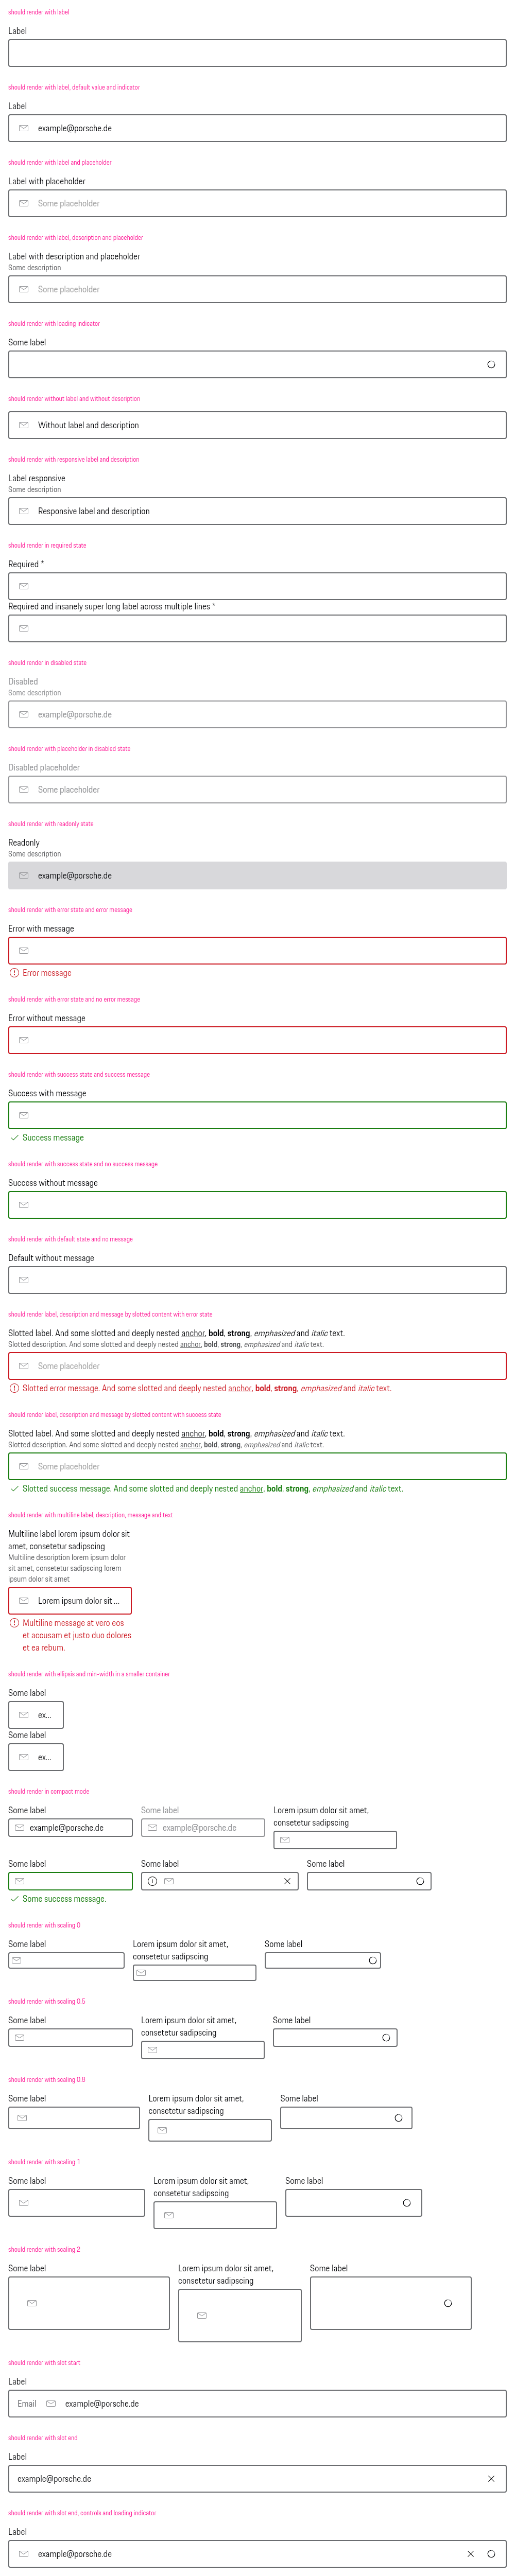 should render with label
Label
should render with label, default value and indicator
Label
example@porsche.de
should render with label and placeholder
Label with placeholder
Some placeholder
should render with label, description and placeholder
Label with description and placeholder
Some description
Some placeholder
should render with loading indicator
Some label
should render without label and without description
Without label and description
should render with responsive label and description
Label responsive
Some description
Responsive label and description
should render in required state
Required *
Required and insanely super long label across multiple lines *
should render in disabled state
Disabled
Some description
example@porsche.de
should render with placeholder in disabled state
Disabled placeholder
Some placeholder
should render with readonly state
Readonly
Some description
example@porsche.de
should render with error state and error message
Error with message
Error message
should render with error state and no error message
Error without message
should render with success state and success message
Success with message
Success message
should render with success state and no success message
Success without message
should render with default state and no message
Default without message
should render label, description and message by slotted content with error state
Slotted label. And some slotted and deeply nested anchor, bold, strong, emphasized and italic text.
Slotted description. And some slotted and deeply nested anchor, bold, strong, emphasized and italic text.
Some placeholder
Slotted error message. And some slotted and deeply nested anchor, bold, strong, emphasized and italic text.
should render label, description and message by slotted content with success state
Slotted label. And some slotted and deeply nested anchor, bold, strong, emphasized and italic text.
Slotted description. And some slotted and deeply nested anchor, bold, strong, emphasized and italic text.
Some placeholder
Slotted success message. And some slotted and deeply nested anchor, bold, strong, emphasized and italic text.
should render with multiline label, description, message and text
Multiline label lorem ipsum dolor sit
amet, consetetur sadipscing
Multiline description lorem ipsum dolor
sit amet, consetetur sadipscing lorem
ipsum dolor sit amet
Lorem ipsum dolor sit ...
Multiline message at vero eos
et accusam et justo duo dolores
et ea rebum.
should render with ellipsis and min-width in a smaller container
Some label
ex...
Some label
ex...
should render in compact mode
Some label
example@porsche.de
Some label
example@porsche.de
Lorem ipsum dolor sit amet,
consetetur sadipscing
Some label
Some success message.
Some label
Some label
should render with scaling 0
Some label
Lorem ipsum dolor sit amet,
consetetur sadipscing
Some label
should render with scaling 0.5
Some label
Lorem ipsum dolor sit amet,
consetetur sadipscing
Some label
should render with scaling 0.8
Some label
Lorem ipsum dolor sit amet,
consetetur sadipscing
Some label
should render with scaling 1
Some label
Lorem ipsum dolor sit amet,
consetetur sadipscing
Some label
should render with scaling 2
Some label
Lorem ipsum dolor sit amet,
consetetur sadipscing
Some label
should render with slot start
Label
Email
example@porsche.de
should render with slot end
Label
example@porsche.de
should render with slot end, controls and loading indicator
Label
example@porsche.de